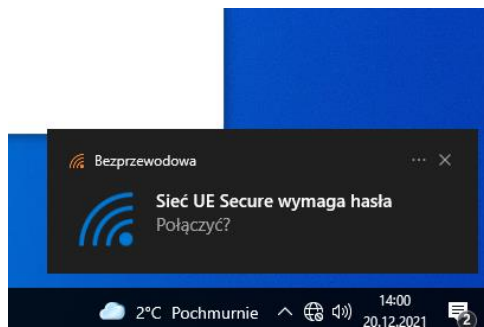 Bezprzewodowa
Sieć UE Secure wymaga hasła
Połączyć?
2°C Pochmurnie
14:00
20.12.2021
2